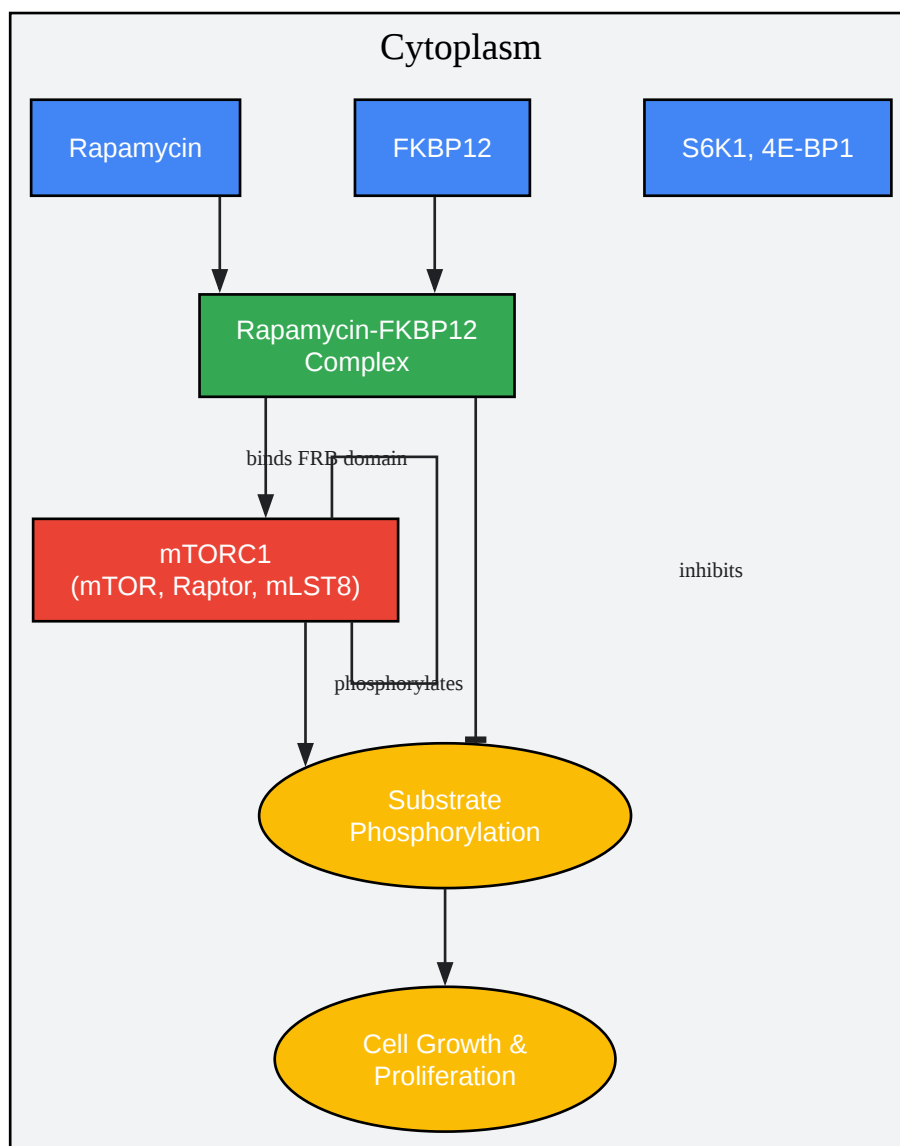 Cytoplasm
Rapamycin
FKBP12
S6K1, 4E-BP1
Rapamycin-FKBP12
Complex
binds FRB domain
mTORC1
(mTOR, Raptor, mLST8)
inhibits
phosphorylates
Substrate
Phosphorylation
Cell Growth &
Proliferation